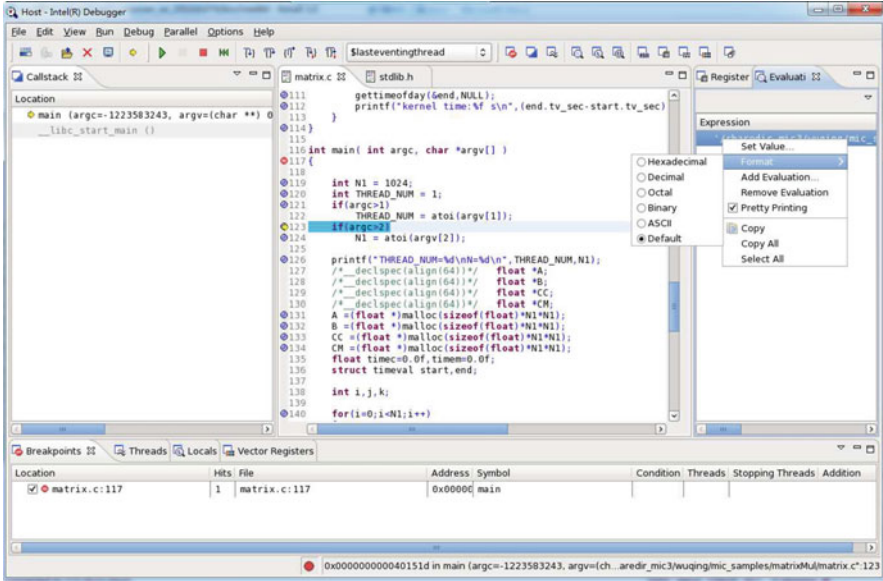 Host - Intel(R) Debugger
File Edit View Run Debug Parallel Options Help
$lasteventingthread
Callstack
Location
main (argc=-1223583243, argv=(char **) 0
__libc_start_main ()
matrix.c
stdlib.h
111 gettimeofday(&end,NULL);
112 printf("kernel time:%f s\n",(end.tv_sec-start.tv_sec)
113 }
114 }
115
116 int main( int argc, char *argv[] )
117 {
118
119 int N1 = 1024;
120 int THREAD_NUM = 1;
121 if(argc>1)
122 THREAD_NUM = atoi(argv[1]);
123 if(argc>2)
124 N1 = atoi(argv[2]);
125
126 printf("THREAD_NUM=%d\nN=%d\n",THREAD_NUM,N1);
127 /*__declspec(align(64))*/ float *A;
128 /*__declspec(align(64))*/ float *B;
129 /*__declspec(align(64))*/ float *CC;
130 /*__declspec(align(64))*/ float *CM;
131 A =(float *)malloc(sizeof(float)*N1*N1);
132 B =(float *)malloc(sizeof(float)*N1*N1);
133 CC =(float *)malloc(sizeof(float)*N1*N1);
134 CM =(float *)malloc(sizeof(float)*N1*N1);
135 float timec=0.0f,timem=0.0f;
136 struct timeval start,end;
137
138 int i,j,k;
139
140 for(i=0;i<N1;i++)
Register
Evaluati
Expression
Set Value...
Format
Add Evaluation...
Remove Evaluation
Pretty Printing
Copy
Copy All
Select All
Hexadecimal
Decimal
Octal
Binary
ASCII
Default
Breakpoints
Threads
Locals
Vector Registers
Location Hits File Address Symbol Condition Threads Stopping Threads Addition
matrix.c:117 1 matrix.c:117 0x00000 main
0x000000000040151d in main (argc=-1223583243, argv=(ch...aredir_mic3/wuqing/mic_samples/matrixMul/matrix.c":123